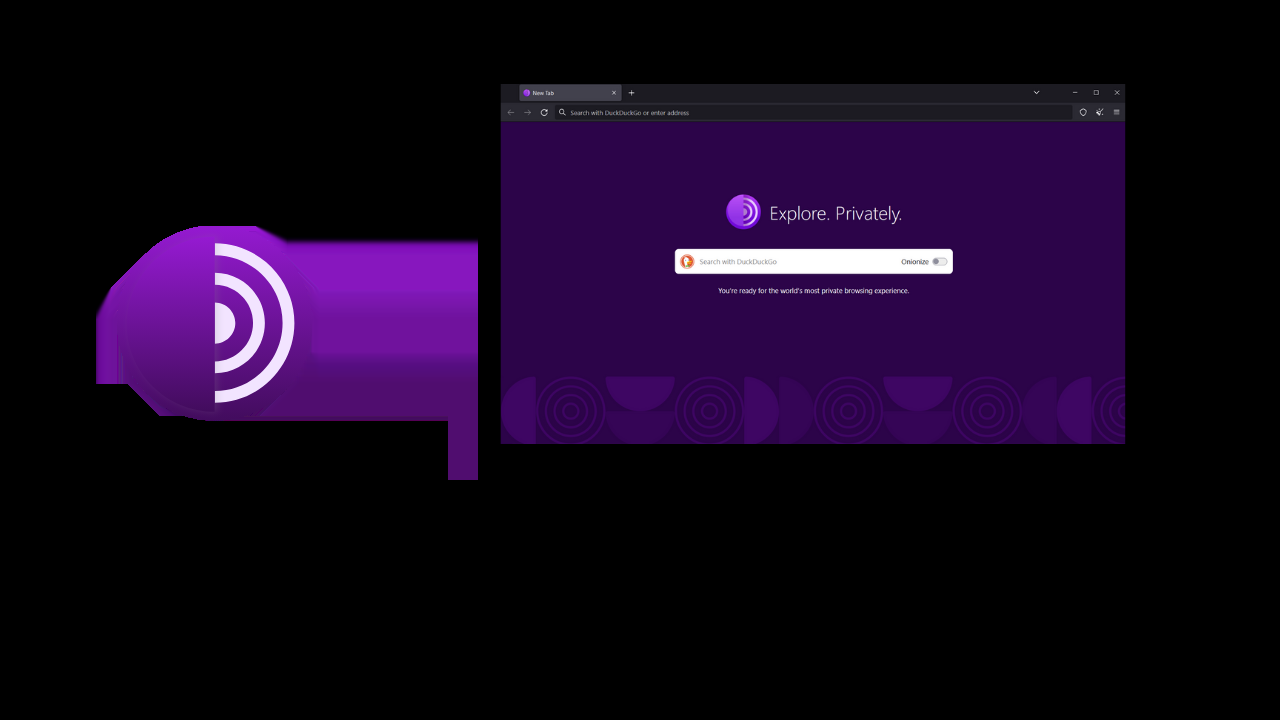 New Tab
Search with DuckDuckGo or enter address
Explore. Privately.
Search with DuckDuckGo
Onionize
You're ready for the world's most private browsing experience.